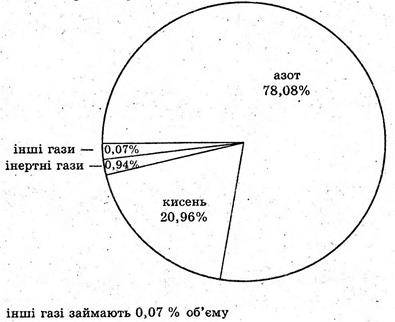 азот
78,08%
інші гази — 0,07%
інертні гази — 0,94%
кисень
20,96%
інші газі займають 0,07 % об’єму